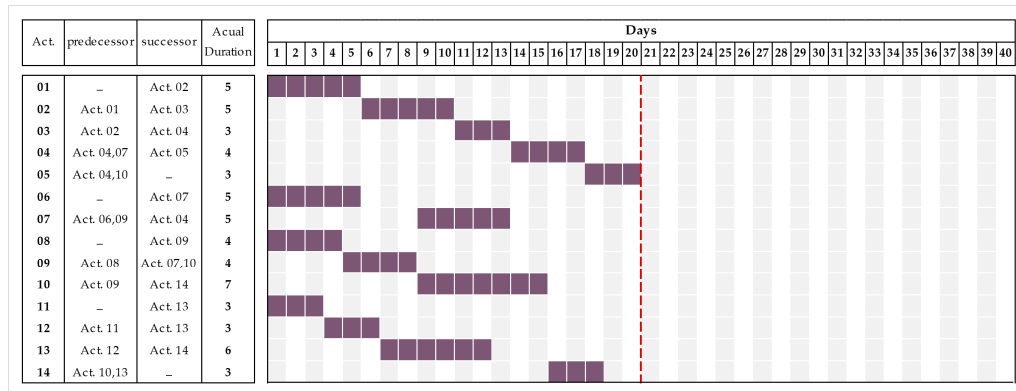 Act. predecessor successor Acual Duration Days
1 2 3 4 5 6 7 8 9 10 11 12 13 14 15 16 17 18 19 20 21 22 23 24 25 26 27 28 29 30 31 32 33 34 35 36 37 38 39 40
01 – Act. 02 5
02 Act. 01 Act. 03 5
03 Act. 02 Act. 04 3
04 Act. 04,07 Act. 05 4
05 Act. 04,10 – 3
06 – Act. 07 5
07 Act. 06,09 Act. 04 5
08 – Act. 09 4
09 Act. 08 Act. 07,10 4
10 Act. 09 Act. 14 7
11 – Act. 13 3
12 Act. 11 Act. 13 3
13 Act. 12 Act. 14 6
14 Act. 10,13 – 3